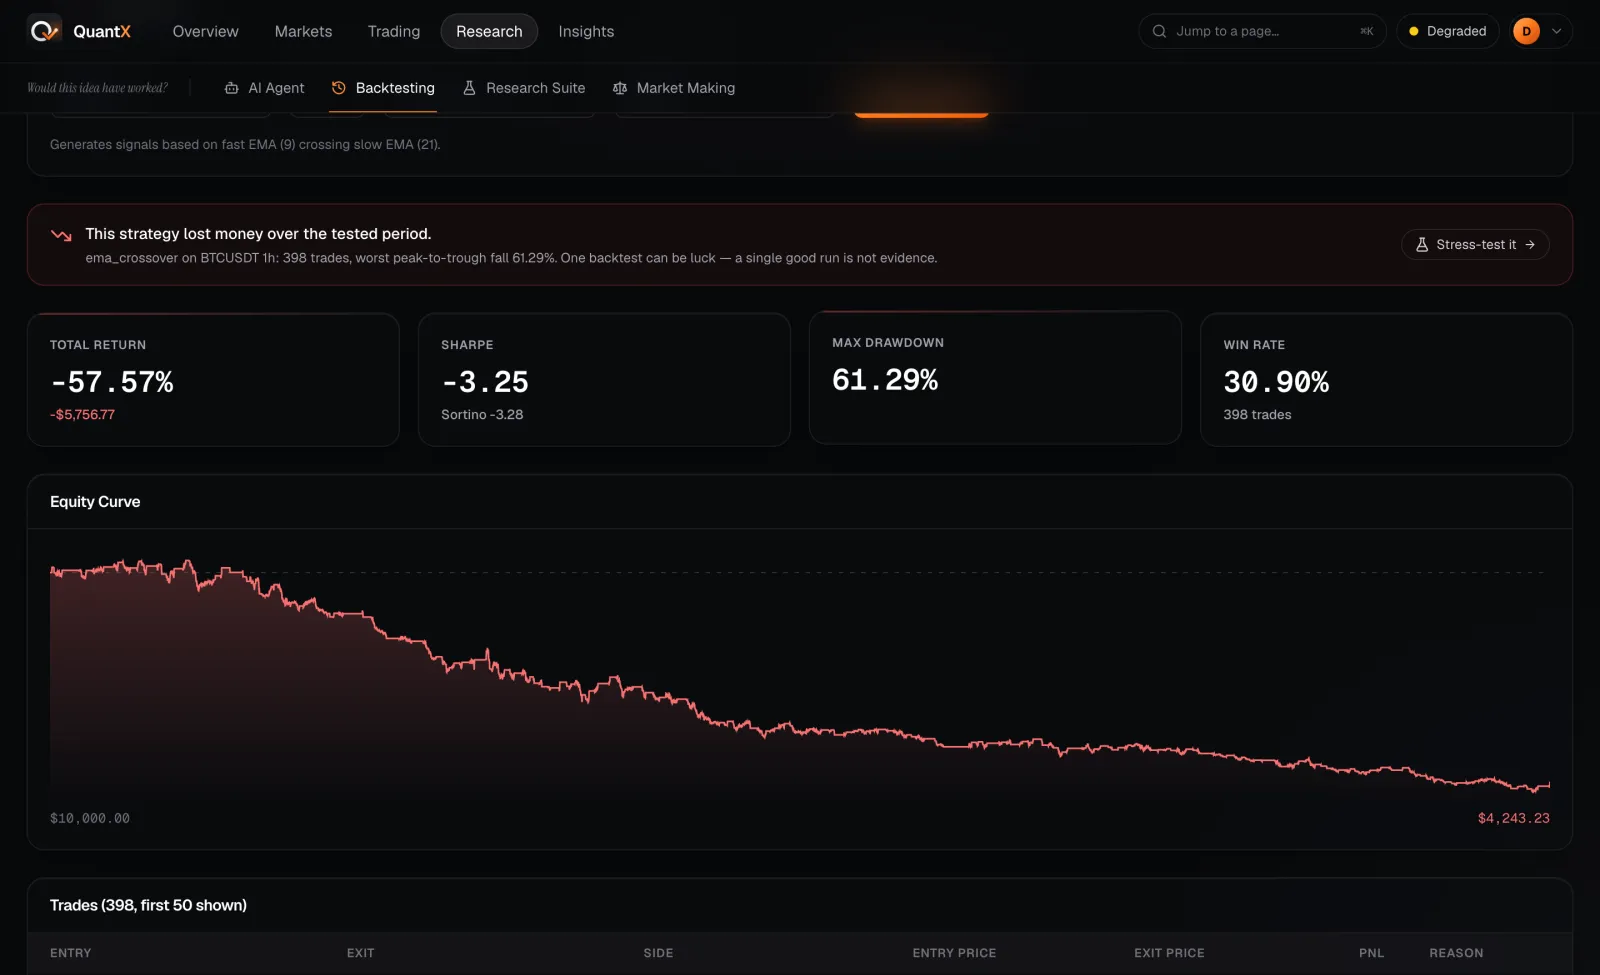 QuantX
Overview
Markets
Trading
Research
Insights
Jump to a page...
⌘K
Degraded
D
Would this idea have worked?
AI Agent
Backtesting
Research Suite
Market Making
Generates signals based on fast EMA (9) crossing slow EMA (21).
This strategy lost money over the tested period.
ema_crossover on BTCUSDT 1h: 398 trades, worst peak-to-trough fall 61.29%. One backtest can be luck — a single good run is not evidence.
Stress-test it →
TOTAL RETURN
-57.57%
-$5,756.77
SHARPE
-3.25
Sortino -3.28
MAX DRAWDOWN
61.29%
WIN RATE
30.90%
398 trades
Equity Curve
$10,000.00
$4,243.23
Trades (398, first 50 shown)
ENTRY
EXIT
SIDE
ENTRY PRICE
EXIT PRICE
PNL
REASON